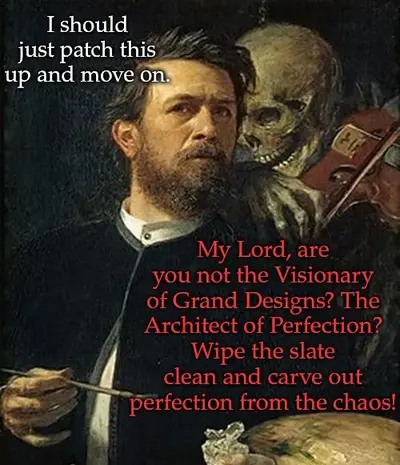 I should
just patch this
up and move on.
My Lord, are
you not the Visionary
of Grand Designs? The
Architect of Perfection?
Wipe the slate
clean and carve out
perfection from the chaos!